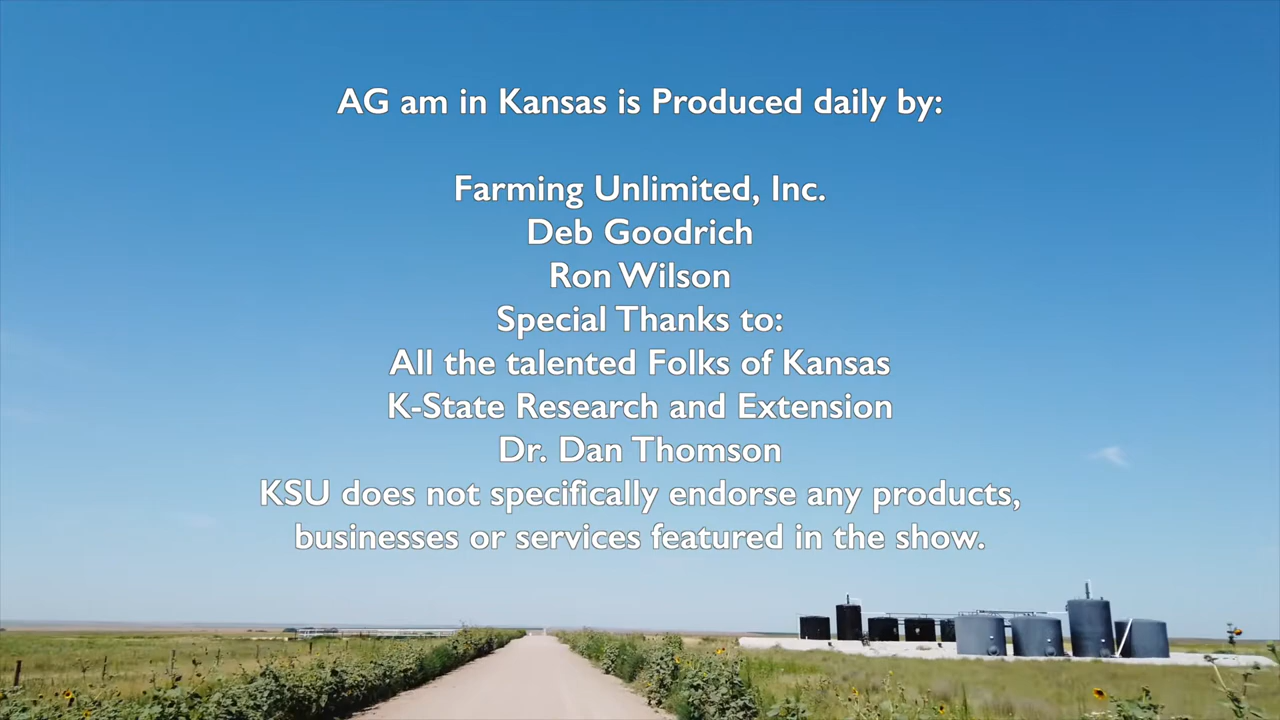 AG am in Kansas is Produced daily by:
Farming Unlimited, Inc.
Deb Goodrich
Ron Wilson
Special Thanks to:
All the talented Folks of Kansas
K-State Research and Extension
Dr. Dan Thomson
KSU does not specifically endorse any products,
businesses or services featured in the show.